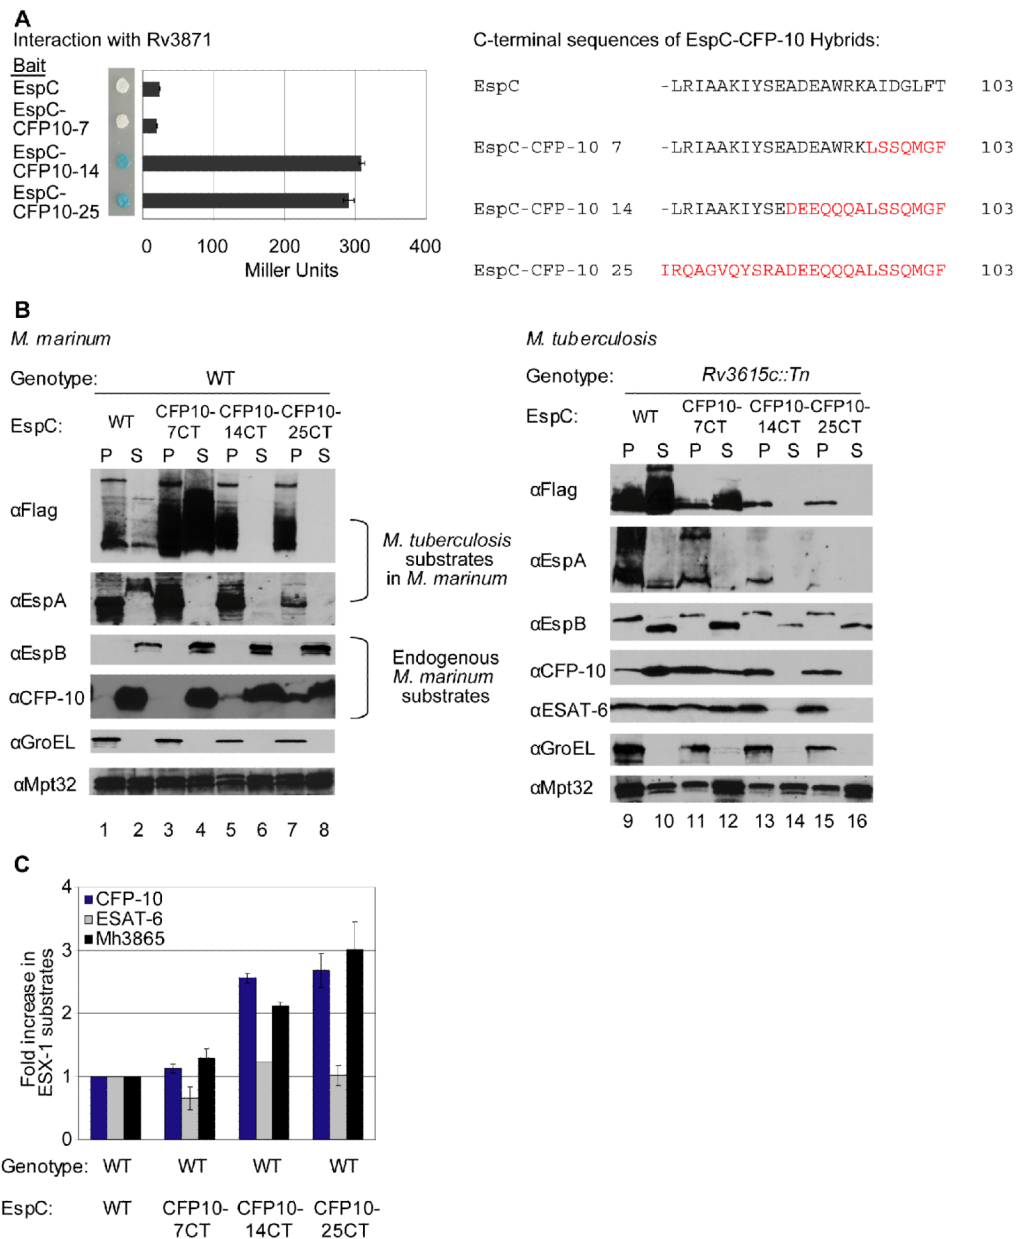 A
Interaction with Rv3871
Bait
EspC
EspC-
CFP10-7
EspC-
CFP10-14
EspC-
CFP10-25
0 100 200 300 400
Miller Units
C-terminal sequences of EspC-CFP-10 Hybrids:
EspC -LRIAAKIYSEADEAWRKAIDGLFT 103
EspC-CFP-10 7 -LRIAAKIYSEADEAWRKLSSQMGF 103
EspC-CFP-10 14 -LRIAAKIYSEDEEQQQALSSQMGF 103
EspC-CFP-10 25 IRQAGVQYSRADEEQQQALSSQMGF 103
B
M. marinum
Genotype: WT
EspC: WT CFP10-7CT CFP10-14CT CFP10-25CT
P S P S P S P S
αFlag
αEspA
αEspB
αCFP-10
αGroEL
αMpt32
1 2 3 4 5 6 7 8
M. tuberculosis
substrates
in M. marinum
Endogenous
M. marinum
substrates
M. tuberculosis
Genotype: Rv3615c::Tn
EspC: WT CFP10-7CT CFP10-14CT CFP10-25CT
P S P S P S P S
αFlag
αEspA
αEspB
αCFP-10
αESAT-6
αGroEL
αMpt32
9 10 11 12 13 14 15 16
C
4
3
2
1
0
Fold increase in
ESX-1 substrates
CFP-10
ESAT-6
Mh3865
Genotype: WT WT WT WT
EspC: WT CFP10-7CT CFP10-14CT CFP10-25CT